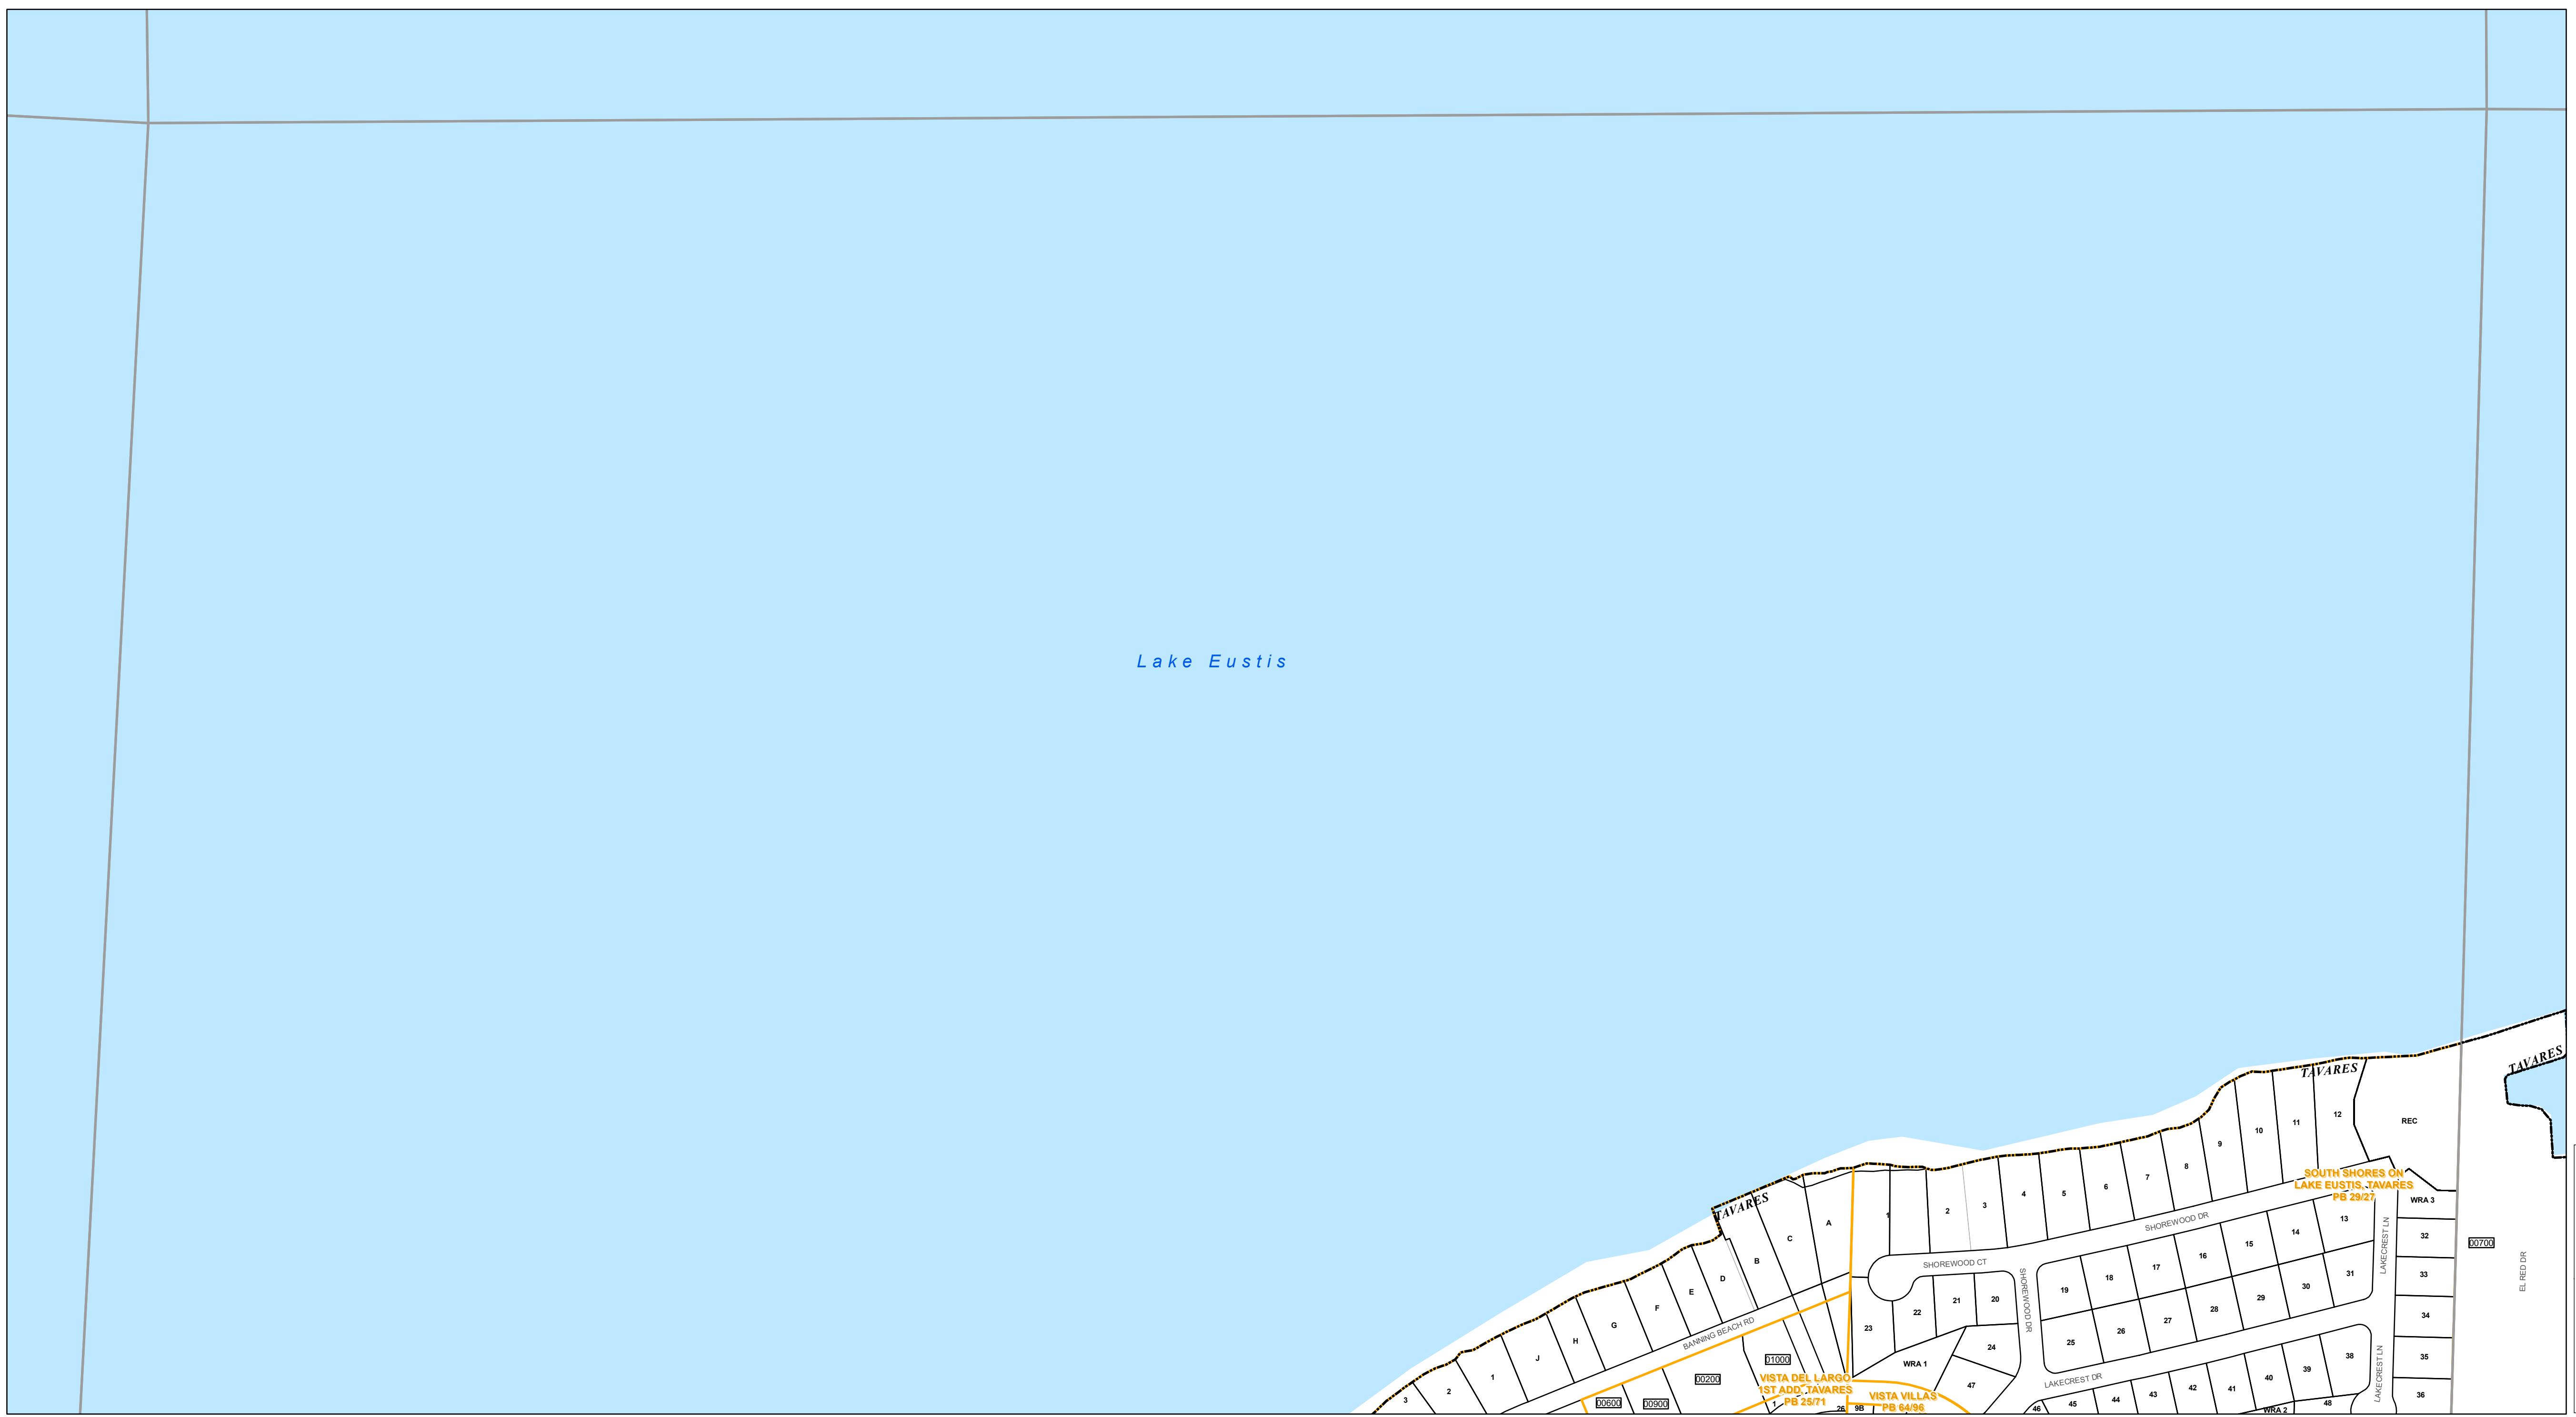 Lake Eustis
TAVARES
TAVARES
TAVARES
REC
12
11
10
9
8
7
6
5
4
3
2
1
A
C
B
D
E
F
G
H
J
1
2
3
SOUTH SHORES ON
LAKE EUSTIS, TAVARES
PB 29/27
WRA 3
32
33
34
35
36
00700
EL RED DR
LAKECREST LN
LAKECREST LN
SHOREWOOD DR
SHOREWOOD CT
SHOREWOOD DR
BANNING BEACH RD
LAKECREST DR
13
14
15
16
17
18
19
20
21
22
23
24
25
26
27
28
29
30
31
WRA 1
47
38
39
40
41
42
43
44
45
46
48
WRA 2
01000
00200
00900
00600
VISTA DEL LARGO
1ST ADD, TAVARES
PB 25/71
VISTA VILLAS
PB 64/96
1
26
9B